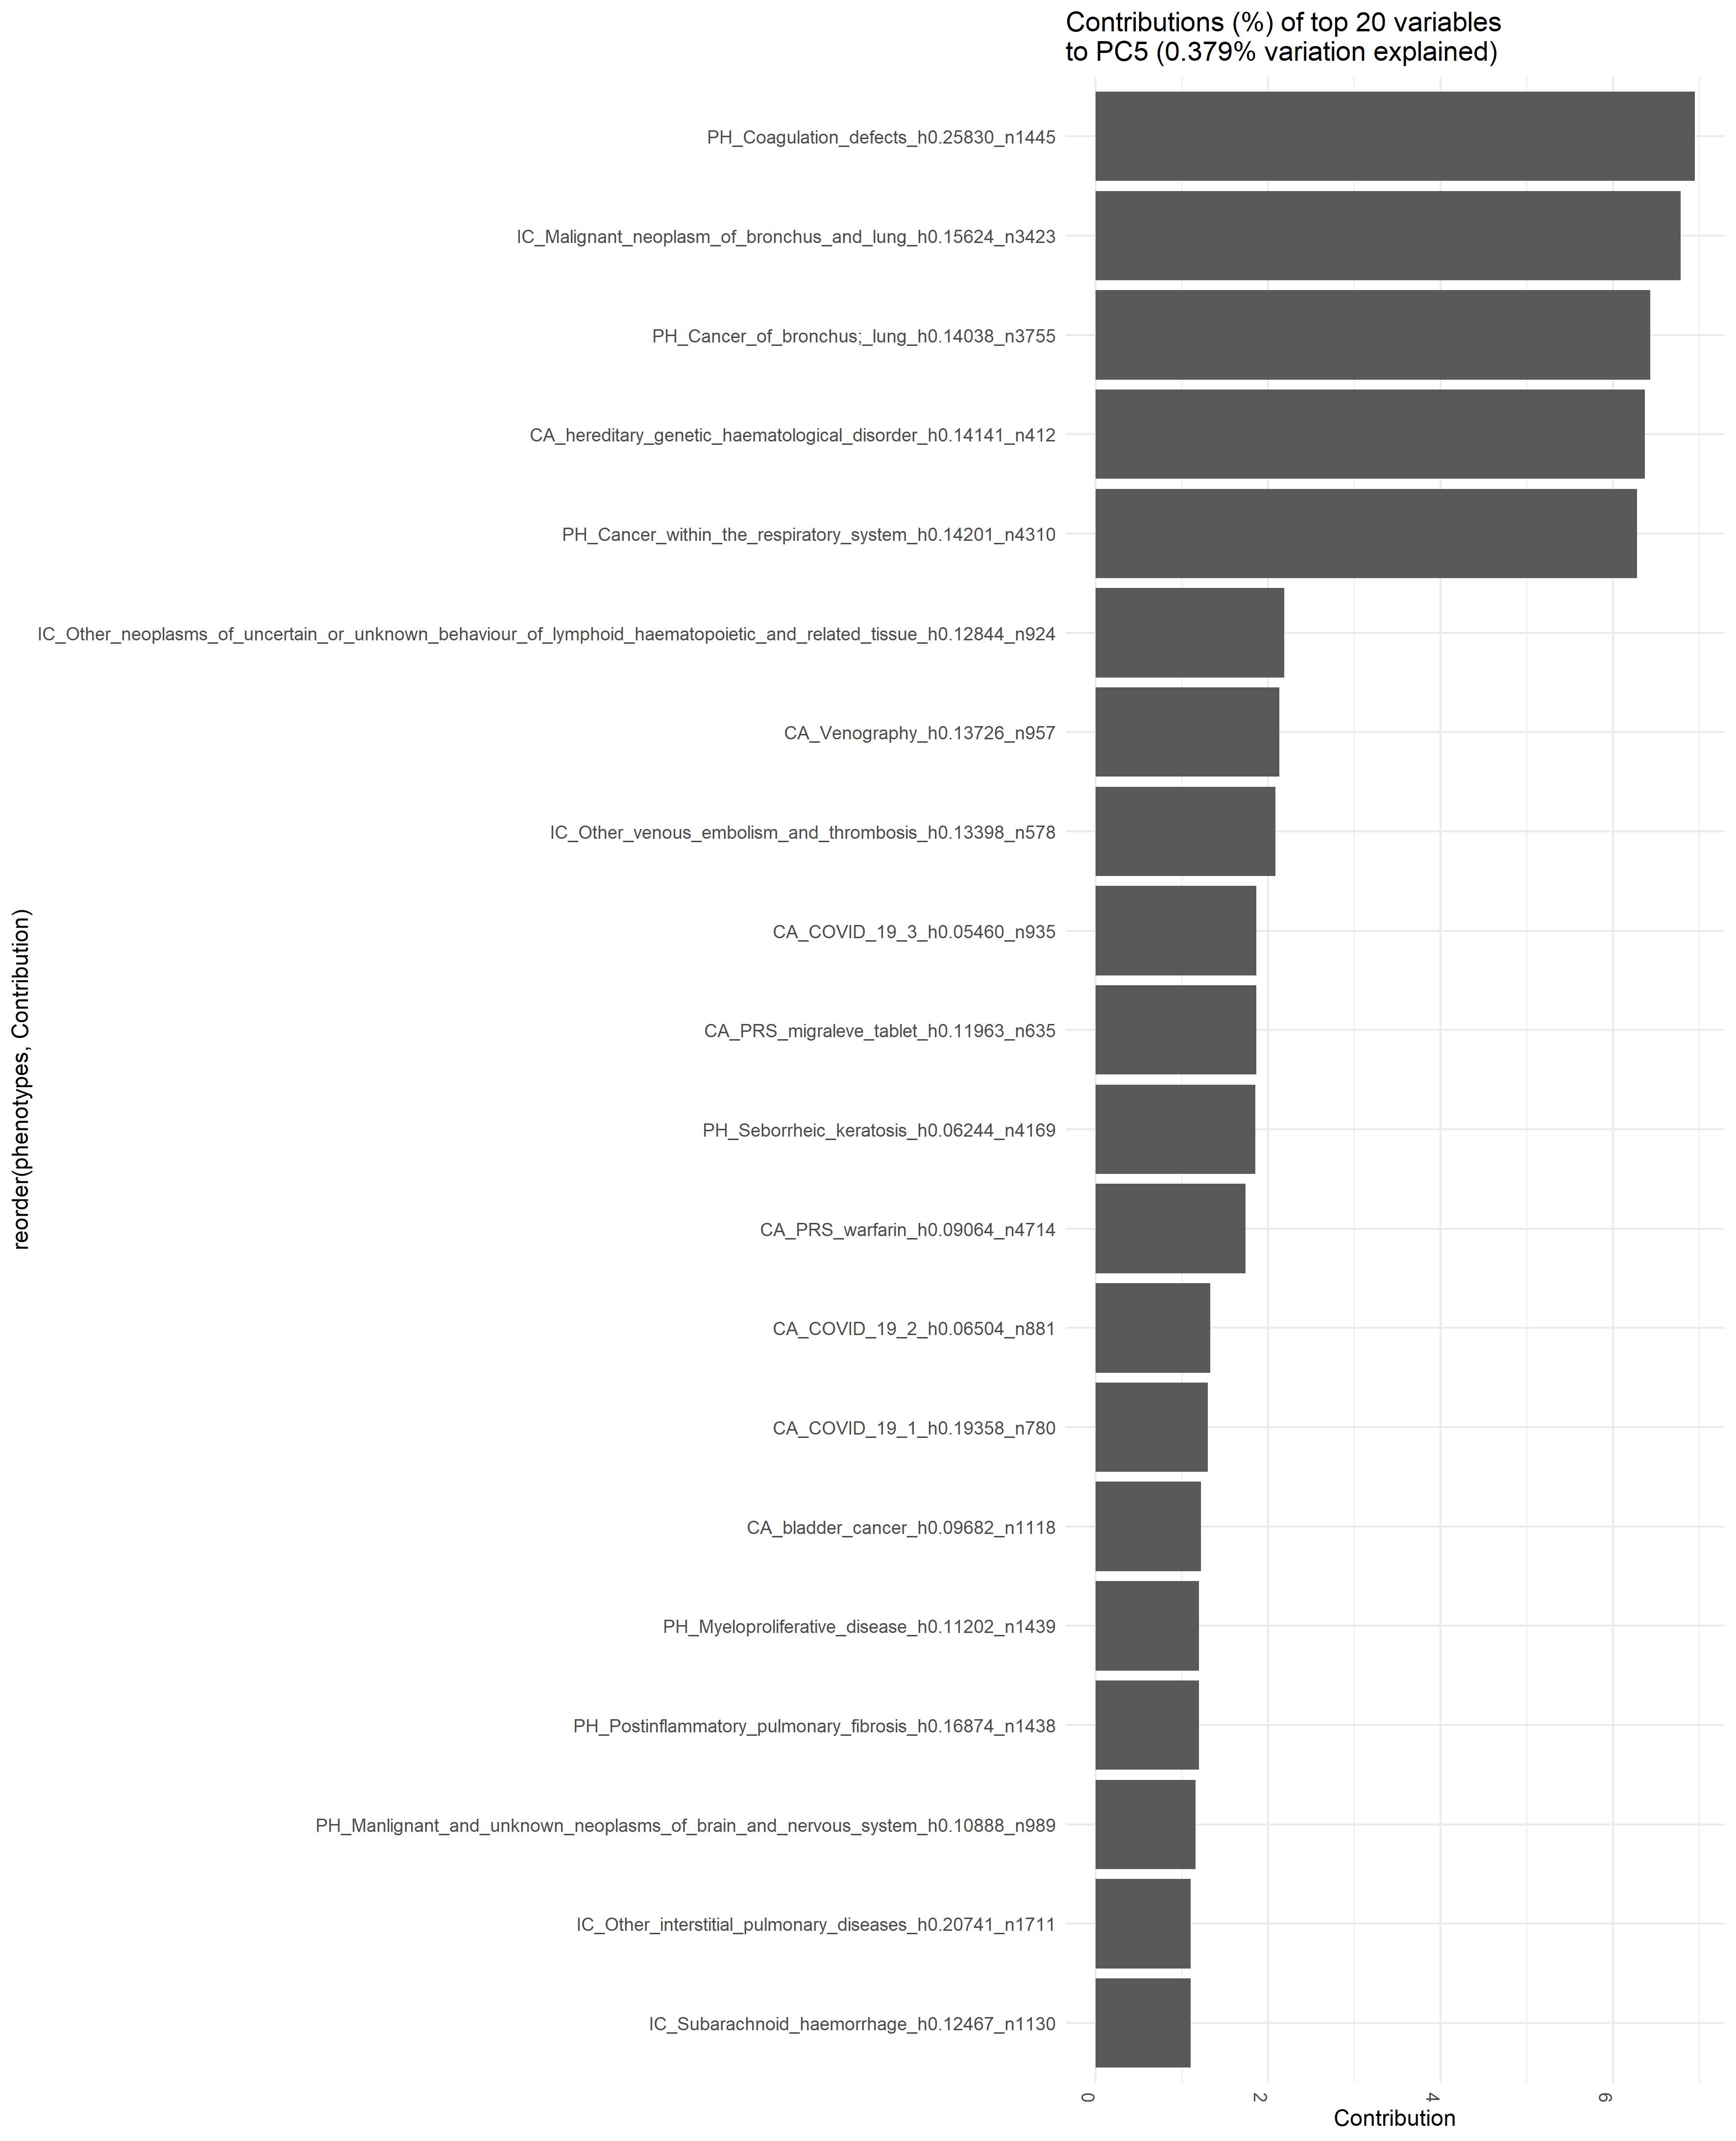 Contributions (%) of top 20 variables
to PC5 (0.379% variation explained)
PH_Coagulation_defects_h0.25830_n1445
IC_Malignant_neoplasm_of_bronchus_and_lung_h0.15624_n3423
PH_Cancer_of_bronchus;_lung_h0.14038_n3755
CA_hereditary_genetic_haematological_disorder_h0.14141_n412
PH_Cancer_within_the_respiratory_system_h0.14201_n4310
IC_Other_neoplasms_of_uncertain_or_unknown_behaviour_of_lymphoid_haematopoietic_and_related_tissue_h0.12844_n924
CA_Venography_h0.13726_n957
IC_Other_venous_embolism_and_thrombosis_h0.13398_n578
CA_COVID_19_3_h0.05460_n935
CA_PRS_migraleve_tablet_h0.11963_n635
PH_Seborrheic_keratosis_h0.06244_n4169
CA_PRS_warfarin_h0.09064_n4714
CA_COVID_19_2_h0.06504_n881
CA_COVID_19_1_h0.19358_n780
CA_bladder_cancer_h0.09682_n1118
PH_Myeloproliferative_disease_h0.11202_n1439
PH_Postinflammatory_pulmonary_fibrosis_h0.16874_n1438
PH_Manlignant_and_unknown_neoplasms_of_brain_and_nervous_system_h0.10888_n989
IC_Other_interstitial_pulmonary_diseases_h0.20741_n1711
IC_Subarachnoid_haemorrhage_h0.12467_n1130
reorder(phenotypes, Contribution)
0 2 4 6
Contribution